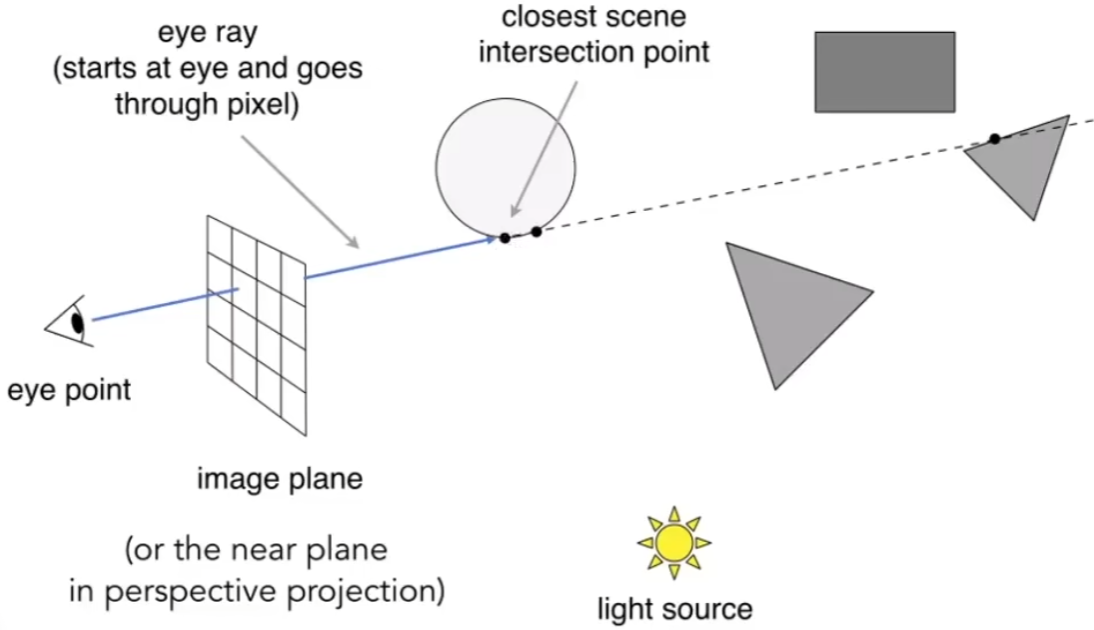 eye ray
(starts at eye and goes
through pixel)
closest scene
intersection point
eye point
image plane
(or the near plane
in perspective projection)
light source